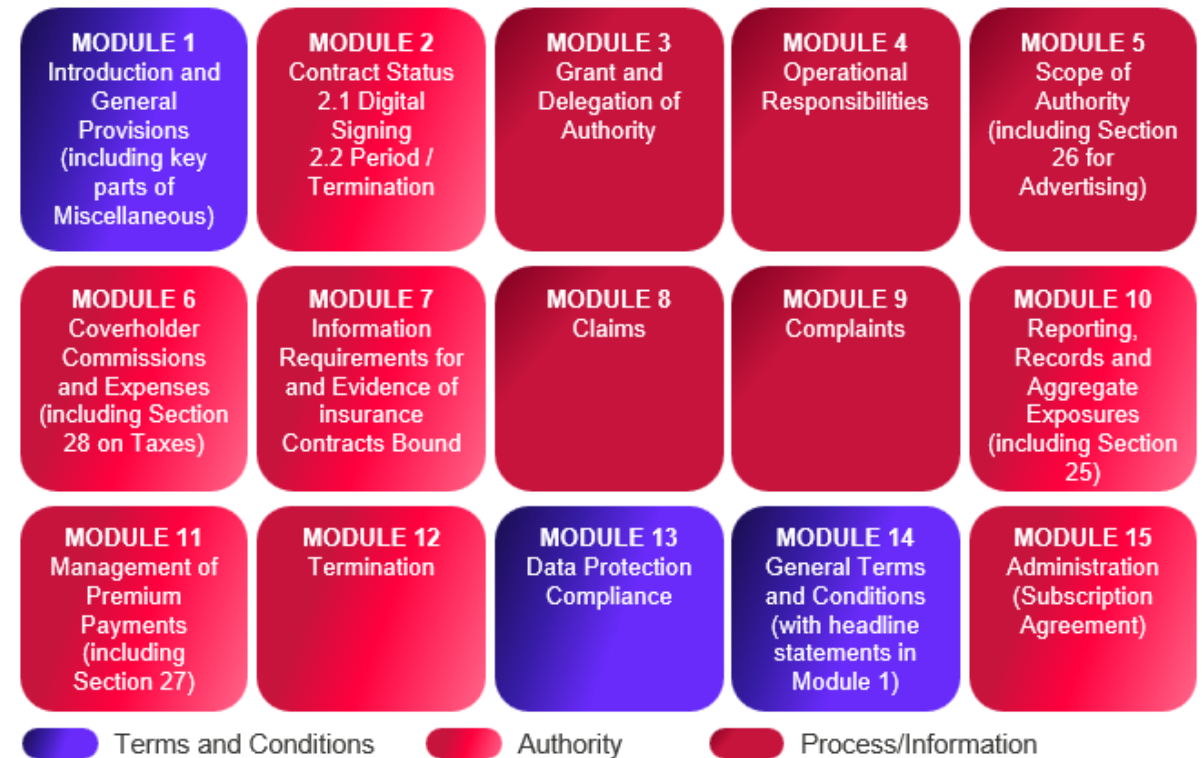 MODULE 1
Introduction and
General
Provisions
(including key
parts of
Miscellaneous)
MODULE 2
Contract Status
2.1 Digital
Signing
2.2 Period /
Termination
MODULE 3
Grant and
Delegation of
Authority
MODULE 4
Operational
Responsibilities
MODULE 5
Scope of
Authority
(including Section
26 for
Advertising)
MODULE 6
Coverholder
Commissions
and Expenses
(including Section
28 on Taxes)
MODULE 7
Information
Requirements for
and Evidence of
insurance
Contracts Bound
MODULE 8
Claims
MODULE 9
Complaints
MODULE 10
Reporting,
Records and
Aggregate
Exposures
(including Section
25)
MODULE 11
Management of
Premium
Payments
(including
Section 27)
MODULE 12
Termination
MODULE 13
Data Protection
Compliance
MODULE 14
General Terms
and Conditions
(with headline
statements in
Module 1)
MODULE 15
Administration
(Subscription
Agreement)
Terms and Conditions
Authority
Process/Information